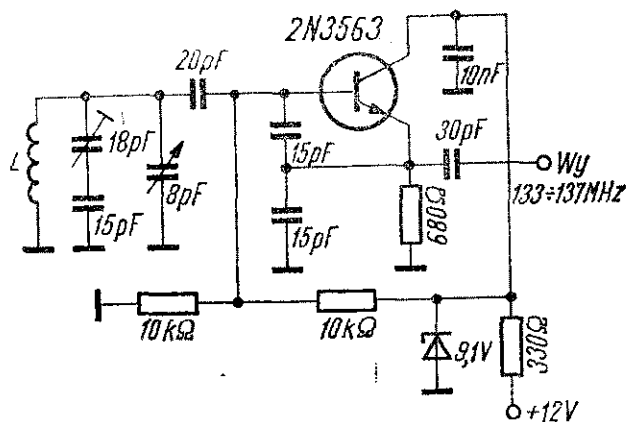 2N3563
20pF
10nF
L
18pF
15pF
30pF
Wy
8pF
133÷137MHz
15pF
15pF
680Ω
10kΩ
10kΩ
9,1V
330Ω
+12V